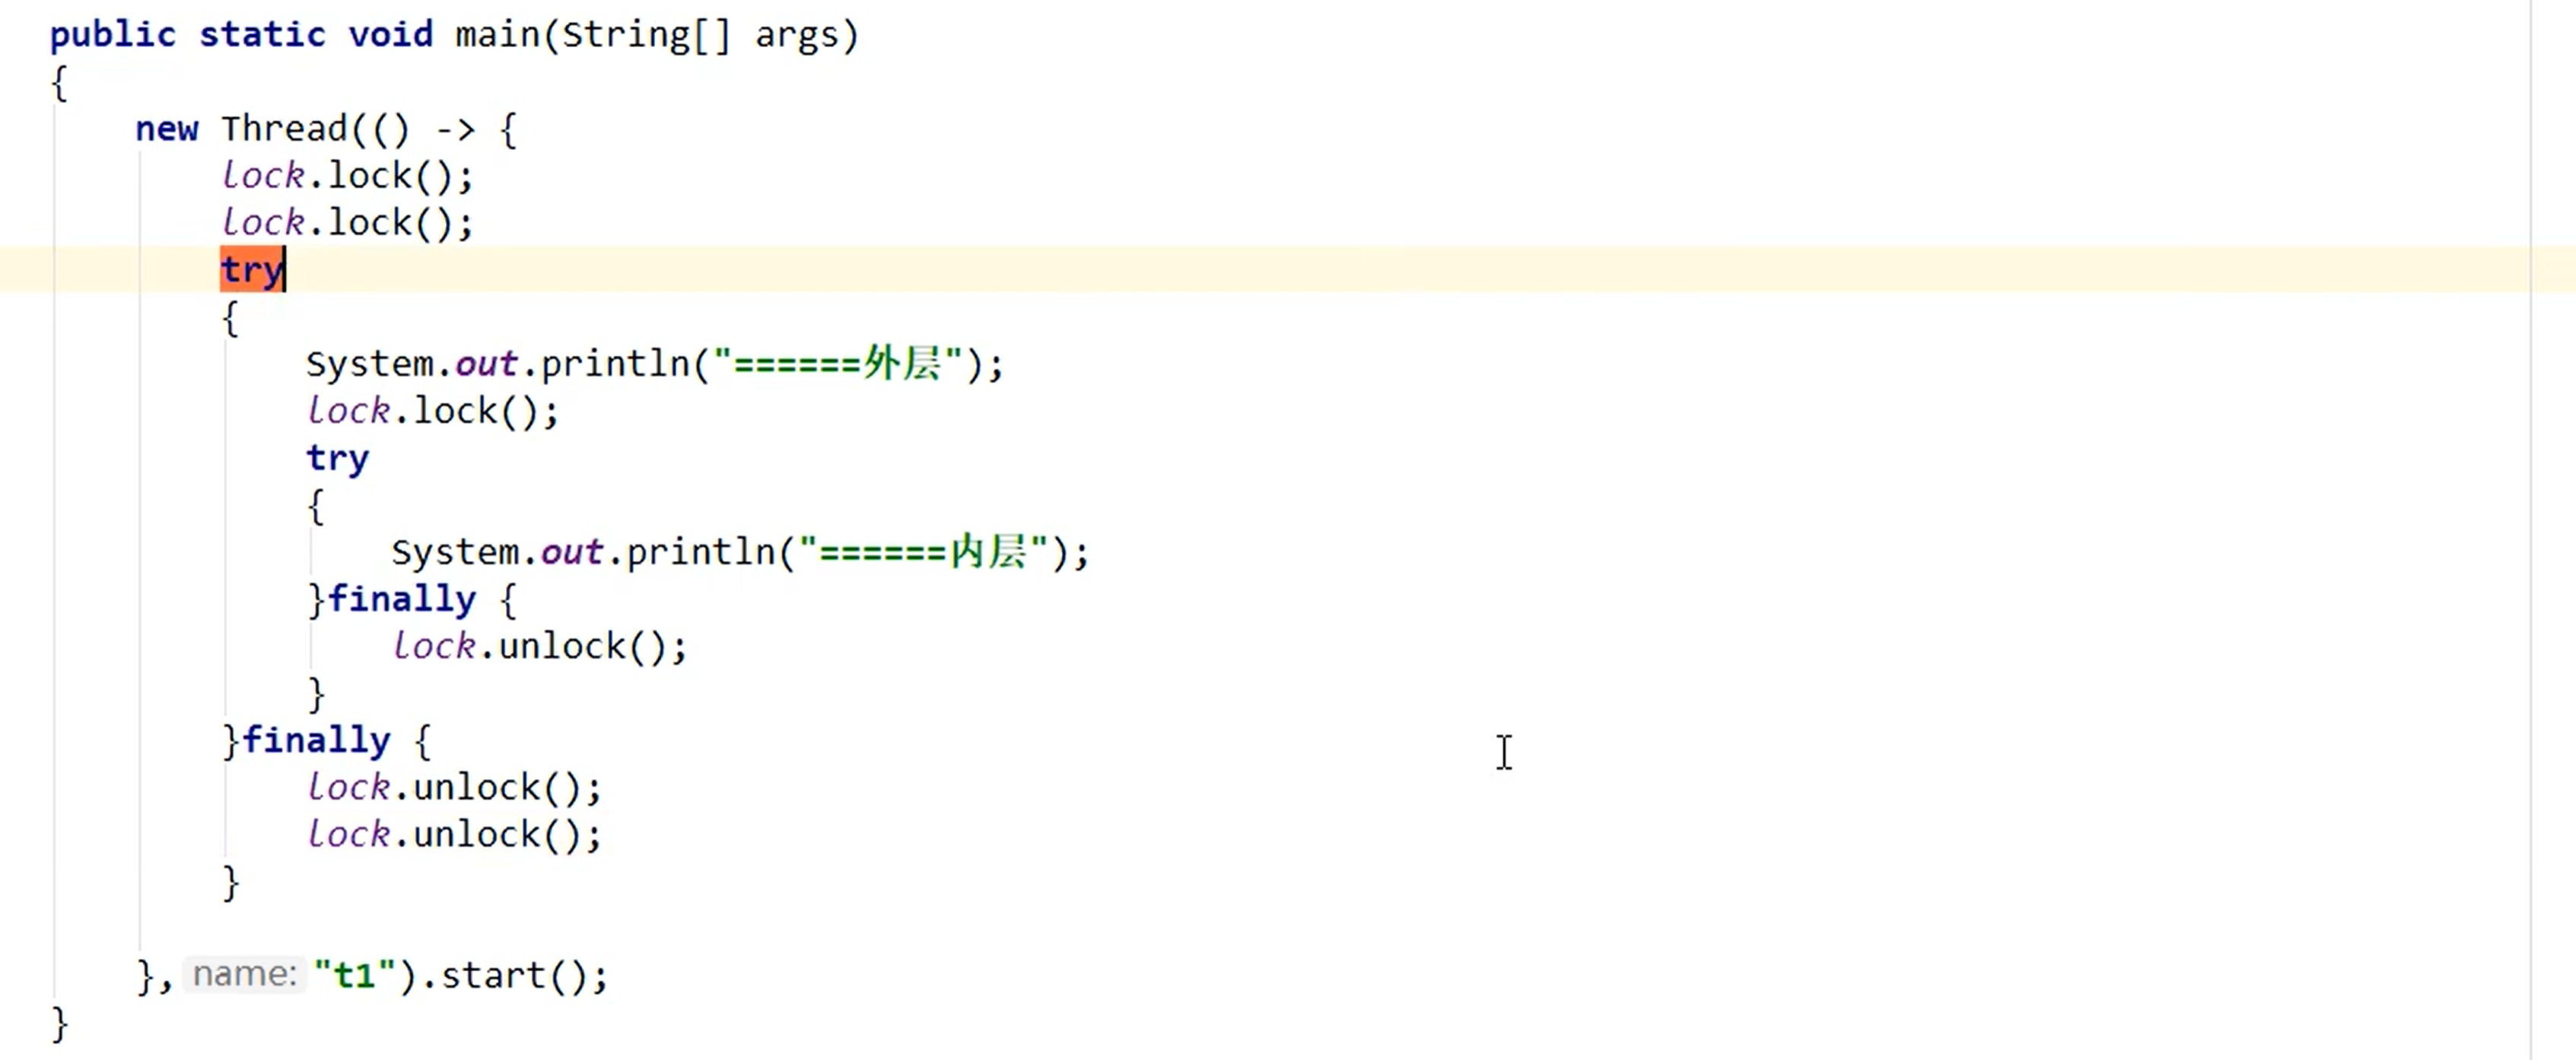 public static void main(String[] args)
{
new Thread(() -> {
lock.lock();
lock.lock();
try
{
System.out.println("======外层");
lock.lock();
try
{
System.out.println("======内层");
}finally {
lock.unlock();
}
}finally {
lock.unlock();
lock.unlock();
}
}, name: "t1").start();
}